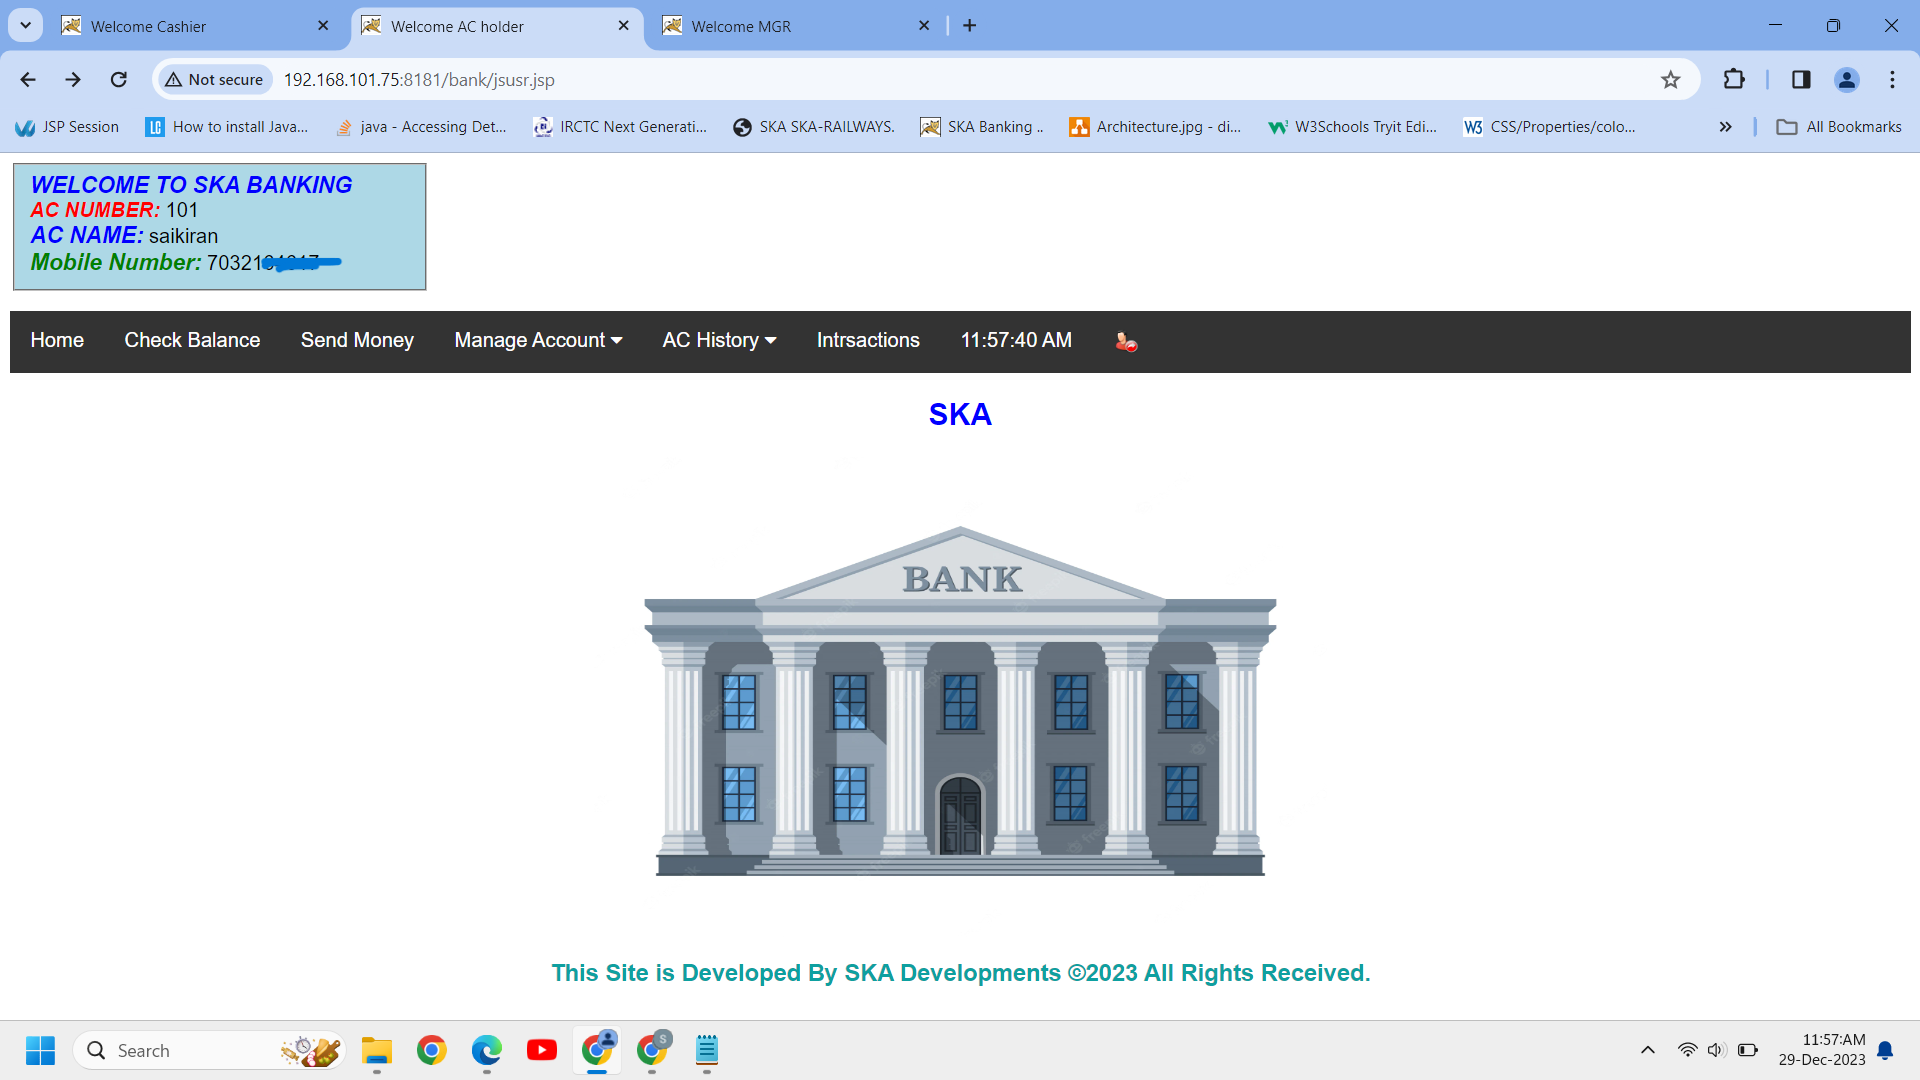 Welcome Cashier
Welcome AC holder
Welcome MGR
Not secure
192.168.101.75:8181/bank/jsusr.jsp
JSP Session
How to install Java...
java - Accessing Det...
IRCTC Next Generati...
SKA SKA-RAILWAYS.
SKA Banking ..
Architecture.jpg - di...
W3Schools Tryit Edi...
CSS/Properties/colo...
All Bookmarks
WELCOME TO SKA BANKING
AC NUMBER: 101
AC NAME: saikiran
Mobile Number: 70321
Home
Check Balance
Send Money
Manage Account
AC History
Intrsactions
11:57:40 AM
SKA
BANK
This Site is Developed By SKA Developments ©2023 All Rights Received.
Search
S
11:57:AM
29-Dec-2023